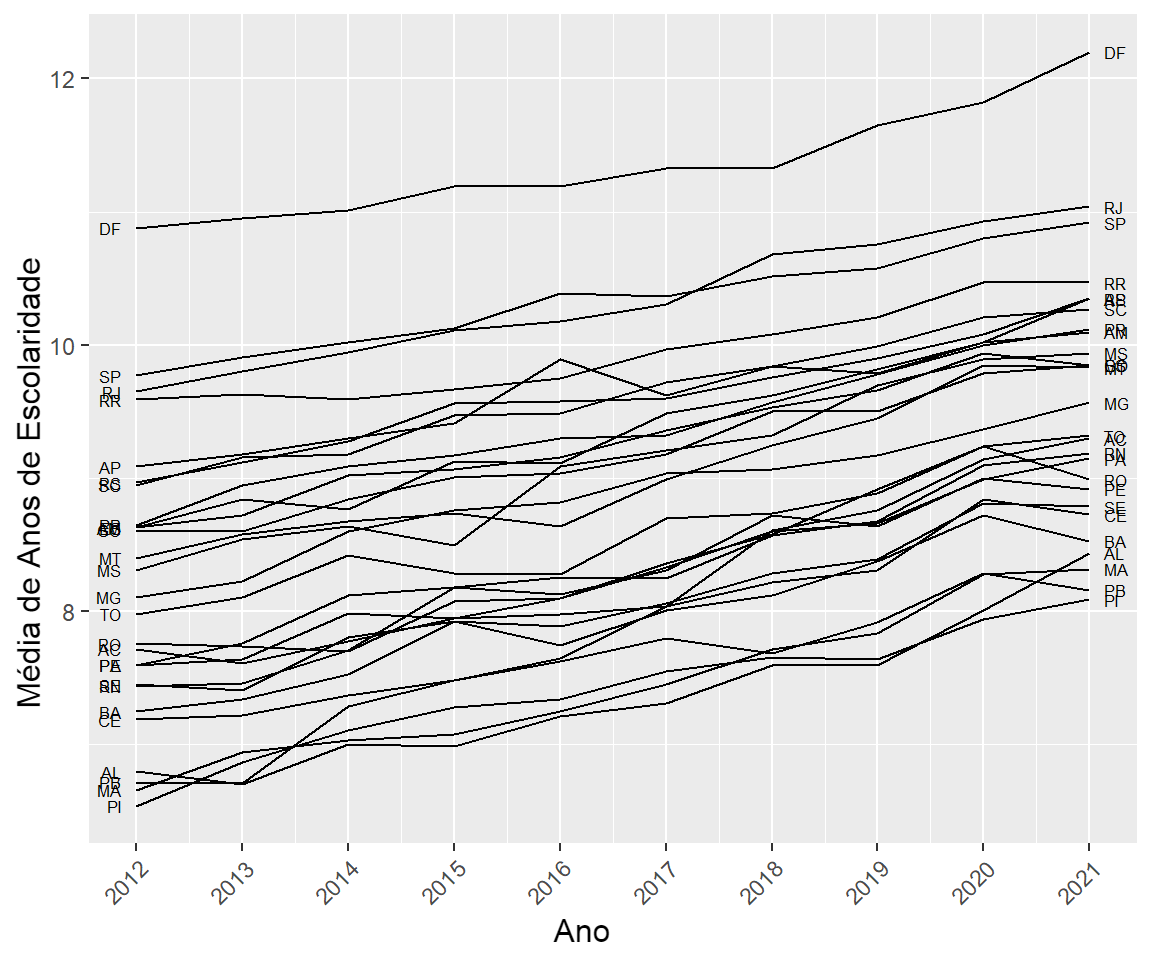 12
10
8
Média de Anos de Escolaridade
DF
SP
RJ
RR
AP
SC
MT
MS
MG
TO
RO
AC
RN
BA
CE
AL
PB
MA
PI
DF
RJ
SP
RR
SC
PR
AM
MS
MG
TO
AC
RN
PA
RO
PE
SE
CE
BA
AL
MA
PB
PI
2012
2013
2014
2015
2016
2017
2018
2019
2020
2021
Ano